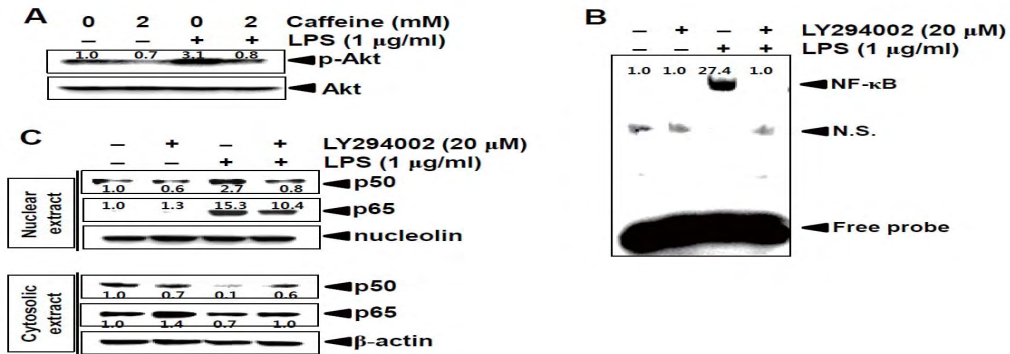 A
0 2 0 2 Caffeine (mM)
– – + + LPS (1 μg/ml)
1.0 0.7 3.1 0.8
p-Akt
Akt
B
– + – + LY294002 (20 μM)
– – + + LPS (1 μg/ml)
1.0 1.0 27.4 1.0
NF-κB
N.S.
Free probe
C
– + – + LY294002 (20 μM)
– – + + LPS (1 μg/ml)
Nuclear
extract
p50
1.0 0.6 2.7 0.8
1.0 1.3 15.3 10.4
p65
nucleolin
Cytosolic
extract
p50
1.0 0.7 0.1 0.6
p65
1.0 1.4 0.7 1.0
β-actin